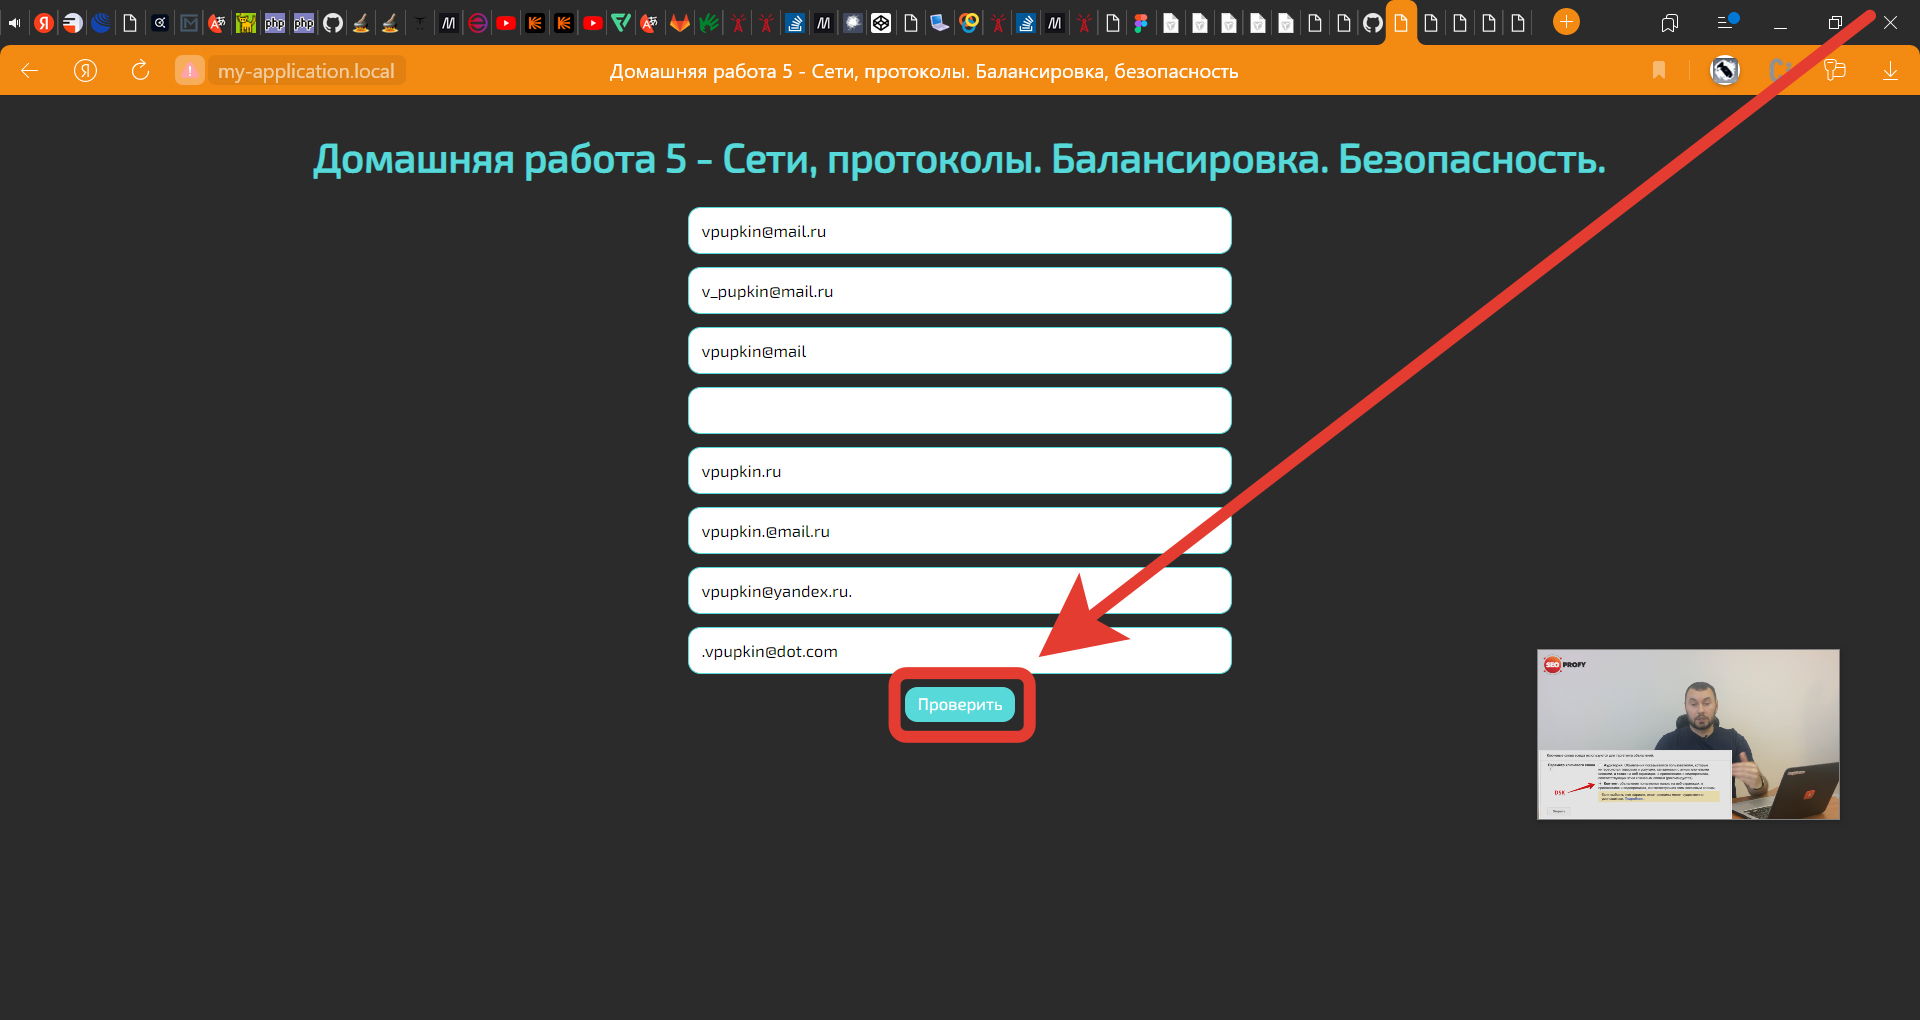 my-application.local
Домашняя работа 5 - Сети, протоколы. Балансировка, безопасность
Домашняя работа 5 - Сети, протоколы. Балансировка. Безопасность.
vpupkin@mail.ru
v_pupkin@mail.ru
vpupkin@mail
vpupkin.ru
vpupkin.@mail.ru
vpupkin@yandex.ru.
.vpupkin@dot.com
Проверить
SEO PROFY
DSK